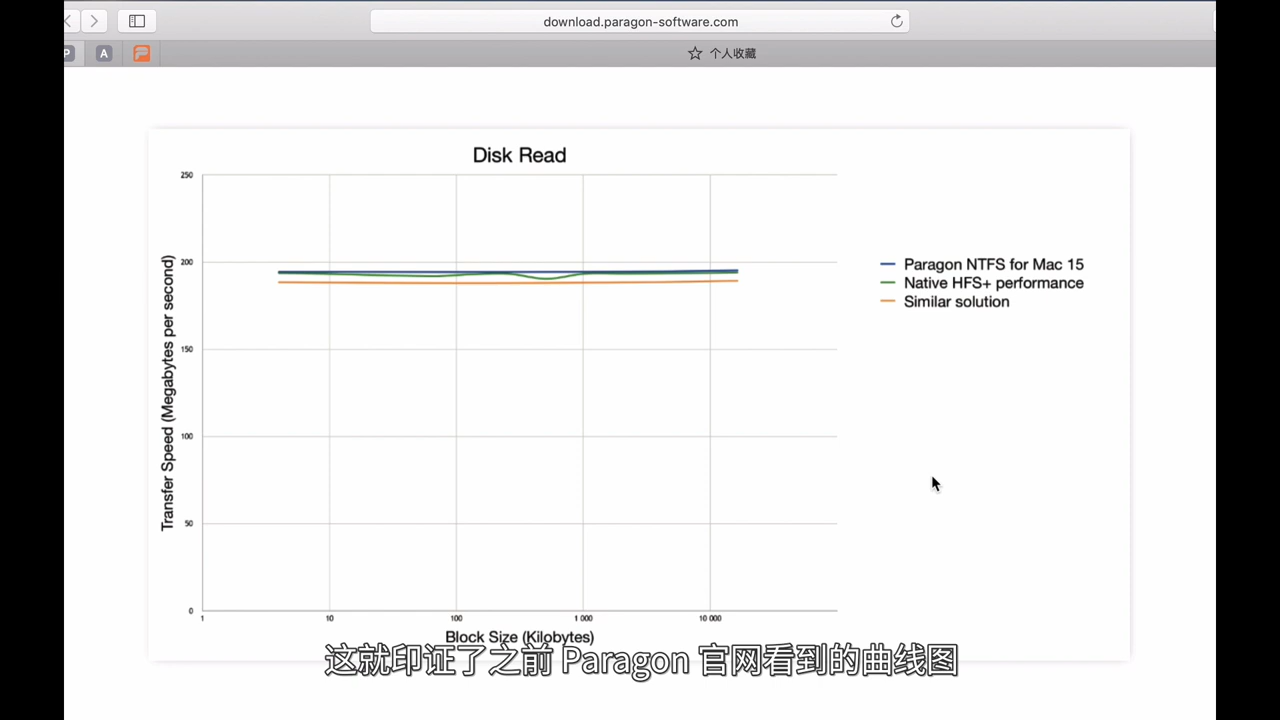 download.paragon-software.com
P
A
个人收藏
Disk Read
250
200
150
100
50
0
Transfer Speed (Megabytes per second)
1
10
100
1 000
10 000
Block Size (Kilobytes)
Paragon NTFS for Mac 15
Native HFS+ performance
Similar solution
这就印证了之前 Paragon 官网看到的曲线图